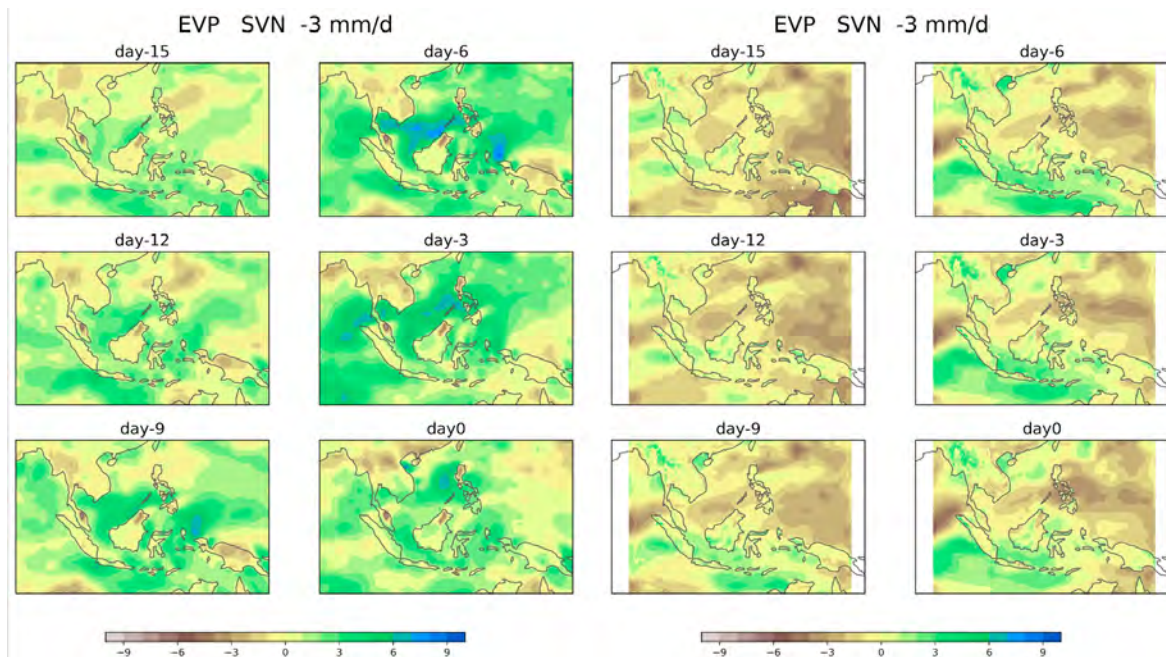 EVP SVN -3 mm/d
EVP SVN -3 mm/d
day-15
day-6
day-15
day-6
day-12
day-3
day-12
day-3
day-9
day0
day-9
day0
−9 −6 −3 0 3 6 9
−9 −6 −3 0 3 6 9